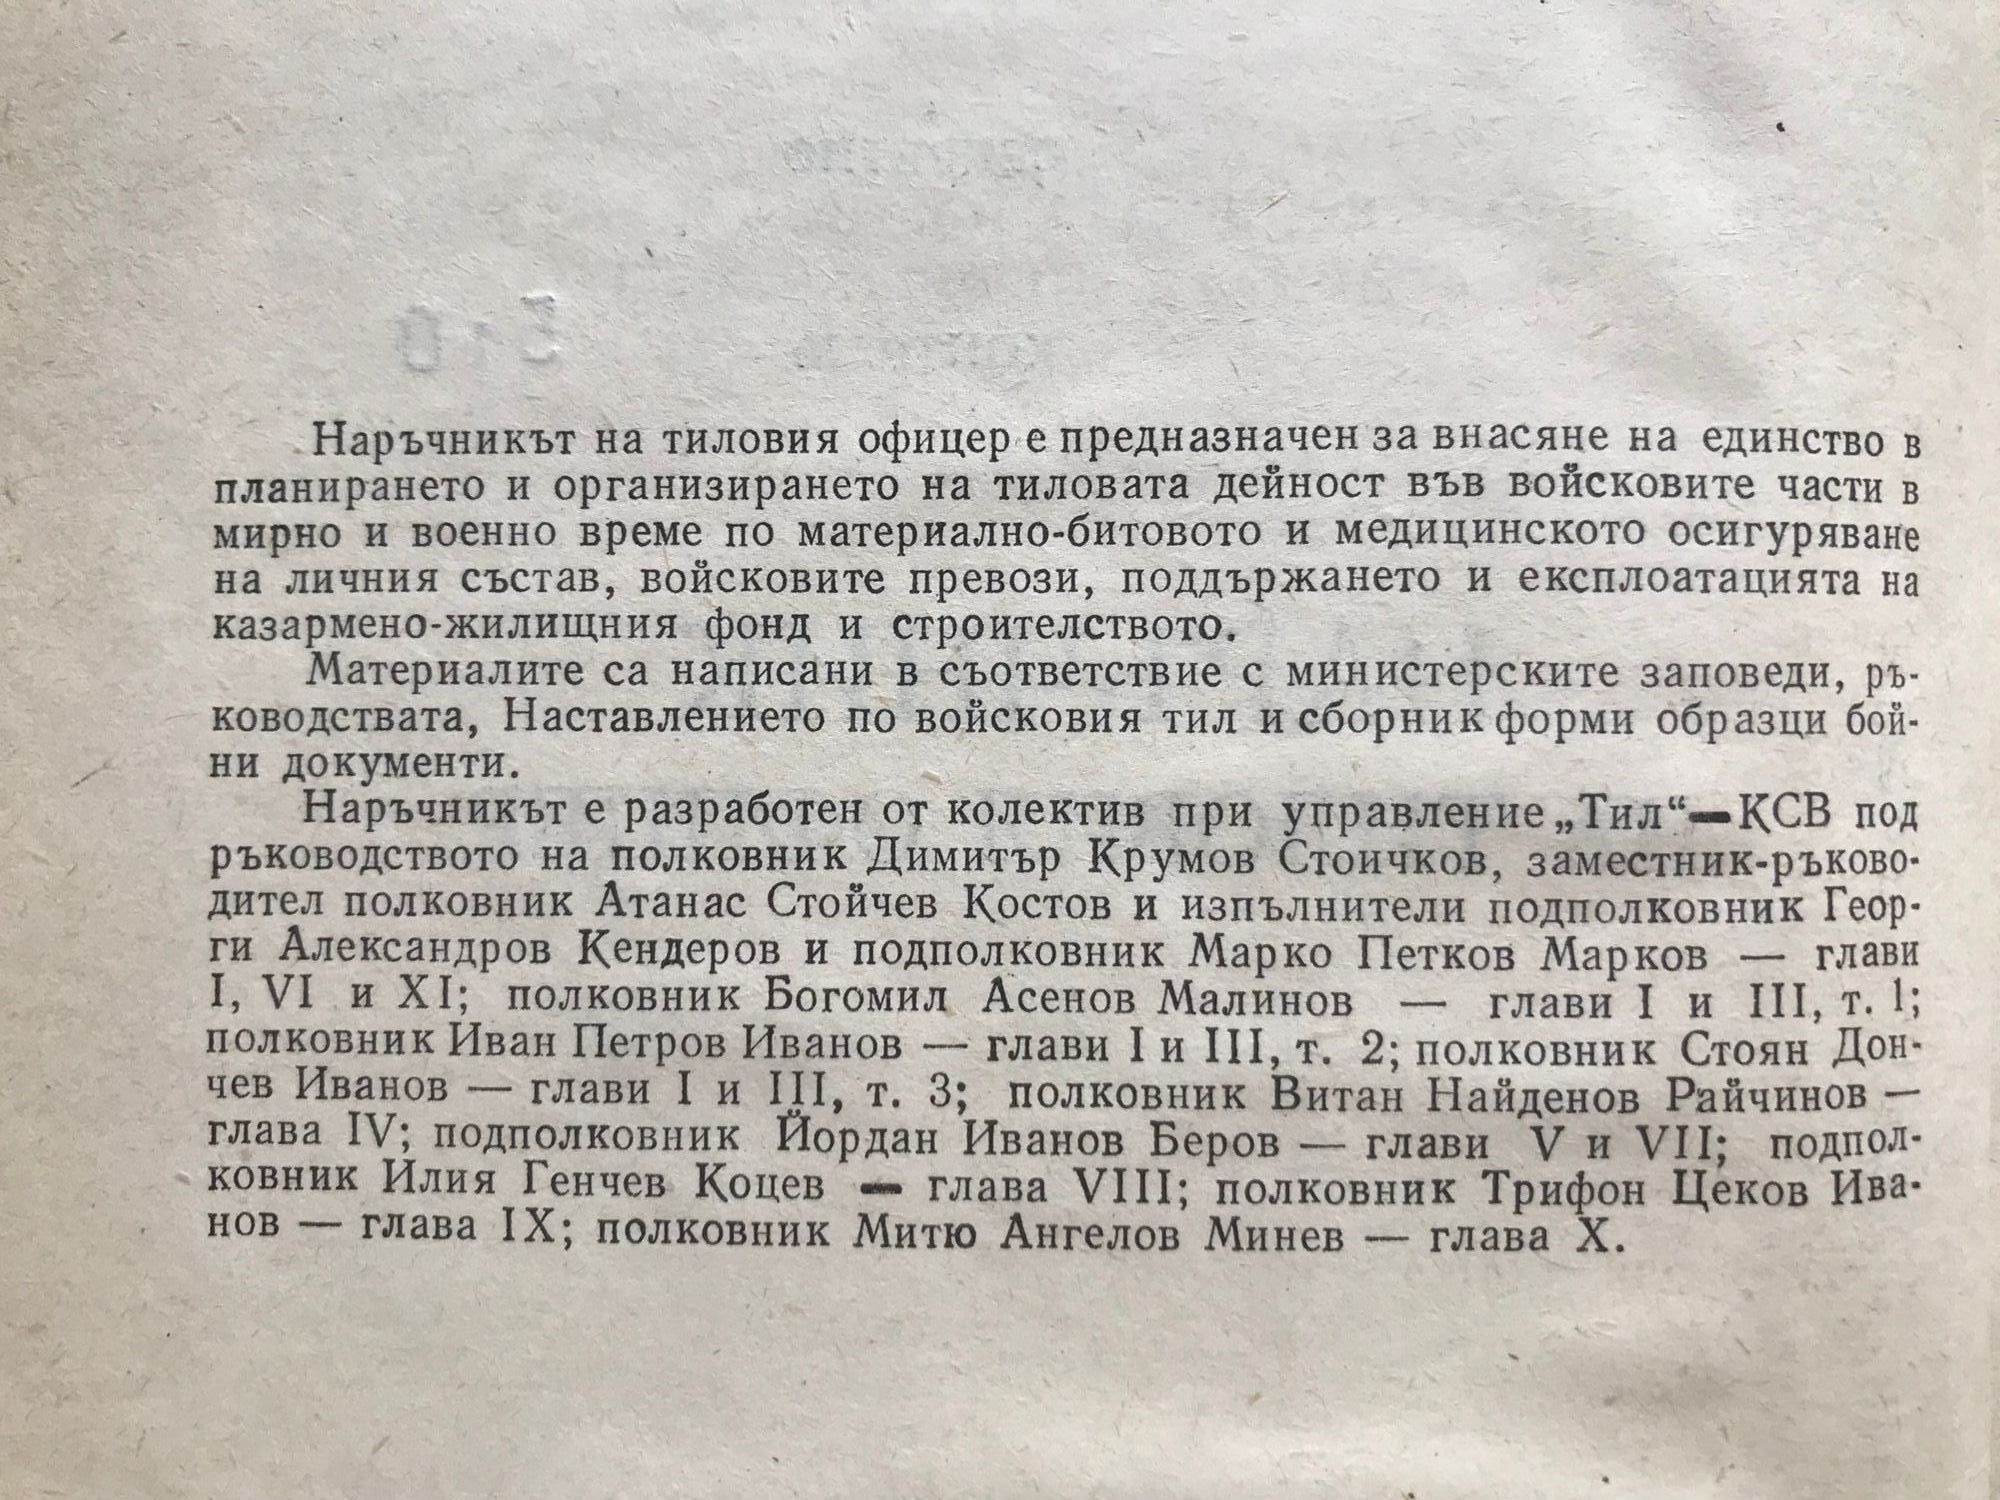 Наръчникът на тиловия офицер е предназначен за внасяне на единство в
планирането и организирането на тиловата дейност във войсковите части в
мирно и военно време по материално-битовото и медицинското осигуряване
на личния състав, войсковите превози, поддържането и експлоатацията на
казармено-жилищния фонд и строителството.
Материалите са написани в съответствие с министерските заповеди, ръ-
ководствата, Наставлението по войсковия тил и сборник форми образци бой-
ни документи.
Наръчникът е разработен от колектив при управление „Тил“—КСВ под
ръководството на полковник Димитър Крумов Стоичков, заместник-ръково-
дител полковник Атанас Стойчев Костов и изпълнители подполковник Геор-
ги Александров Кендеров и подполковник Марко Петков Марков — глави
I, VI и XI; полковник Богомил Асенов Малинов — глави I и III, т. 1;
полковник Иван Петров Иванов — глави I и III, т. 2; полковник Стоян Дон-
чев Иванов — глави I и III, т. 3; полковник Витан Найденов Райчинов —
глава IV; подполковник Йордан Иванов Беров — глави V и VII; подпол-
ковник Илия Генчев Коцев — глава VIII; полковник Трифон Цеков Ива-
нов — глава IX; полковник Митю Ангелов Минев — глава X.